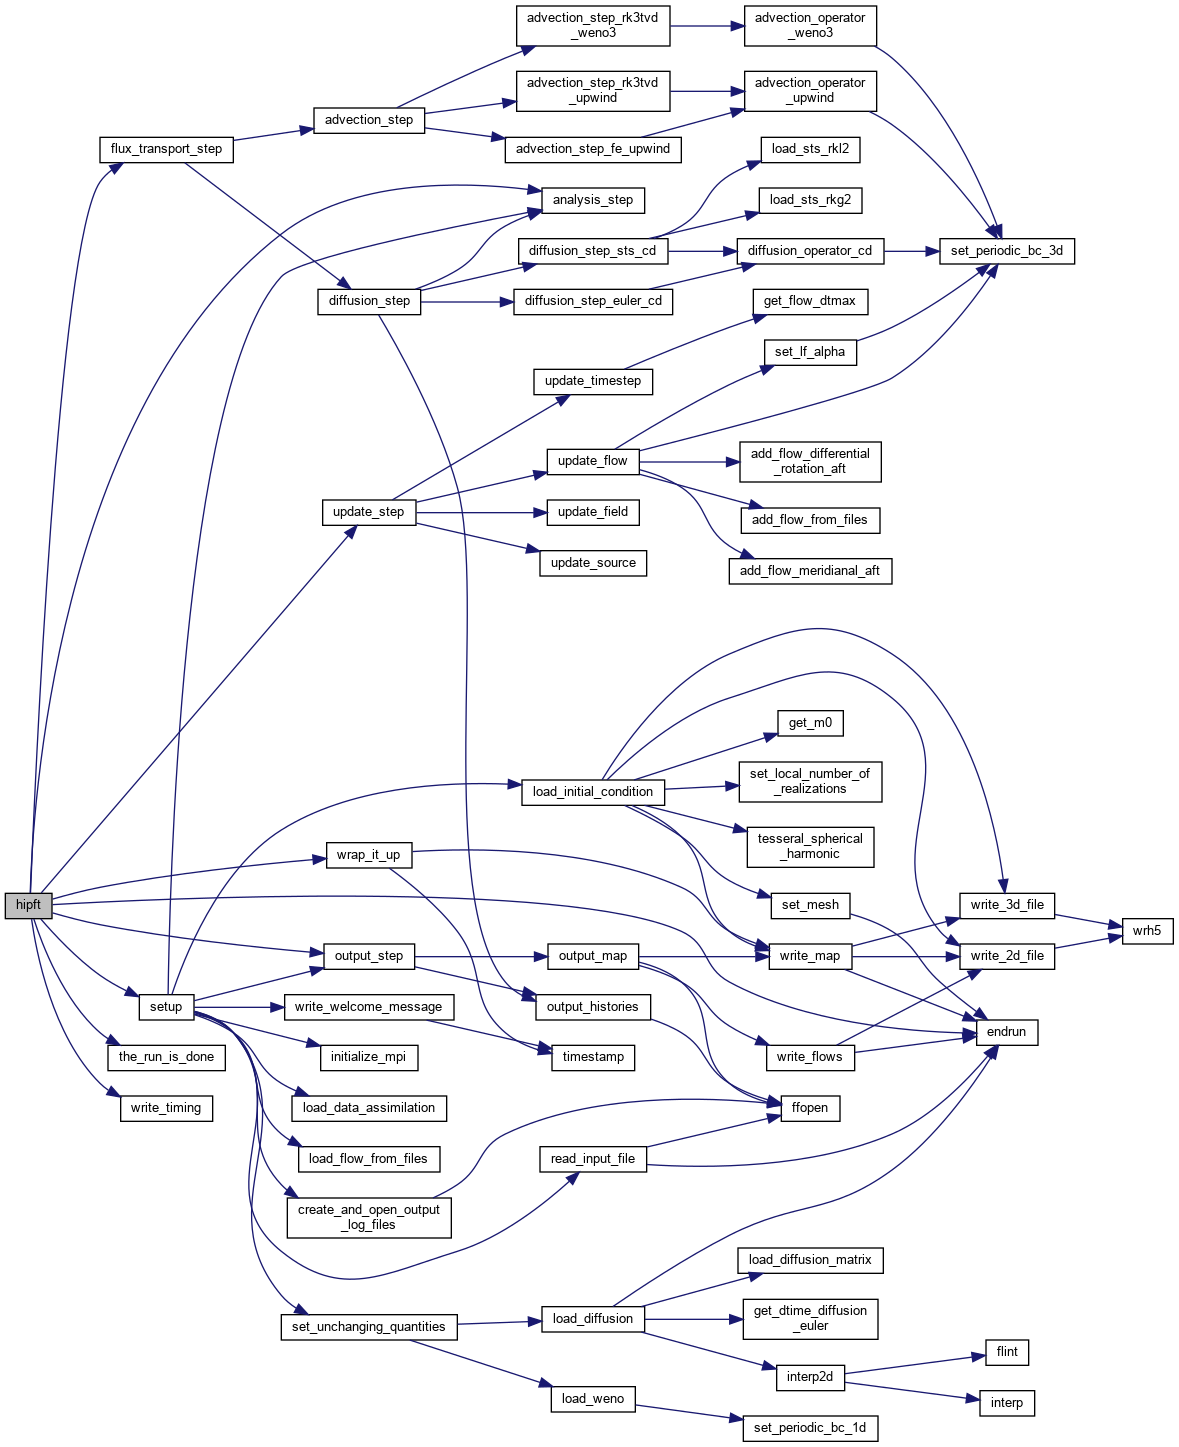 advection_step_rk3tvd
_weno3
advection_operator
_weno3
advection_step_rk3tvd
_upwind
advection_operator
_upwind
advection_step
flux_transport_step
advection_step_fe_upwind
load_sts_rkl2
analysis_step
load_sts_rkg2
diffusion_step_sts_cd
diffusion_operator_cd
set_periodic_bc_3d
diffusion_step
diffusion_step_euler_cd
get_flow_dtmax
set_lf_alpha
update_timestep
update_flow
add_flow_differential
_rotation_aft
update_step
update_field
add_flow_from_files
update_source
add_flow_meridianal_aft
get_m0
load_initial_condition
set_local_number_of
_realizations
tesseral_spherical
_harmonic
wrap_it_up
hipft
set_mesh
write_3d_file
wrh5
output_step
output_map
write_map
write_2d_file
setup
write_welcome_message
output_histories
endrun
the_run_is_done
initialize_mpi
timestamp
write_flows
write_timing
load_data_assimilation
ffopen
load_flow_from_files
read_input_file
create_and_open_output
_log_files
load_diffusion_matrix
set_unchanging_quantities
load_diffusion
get_dtime_diffusion
_euler
flint
interp2d
load_weno
interp
set_periodic_bc_1d